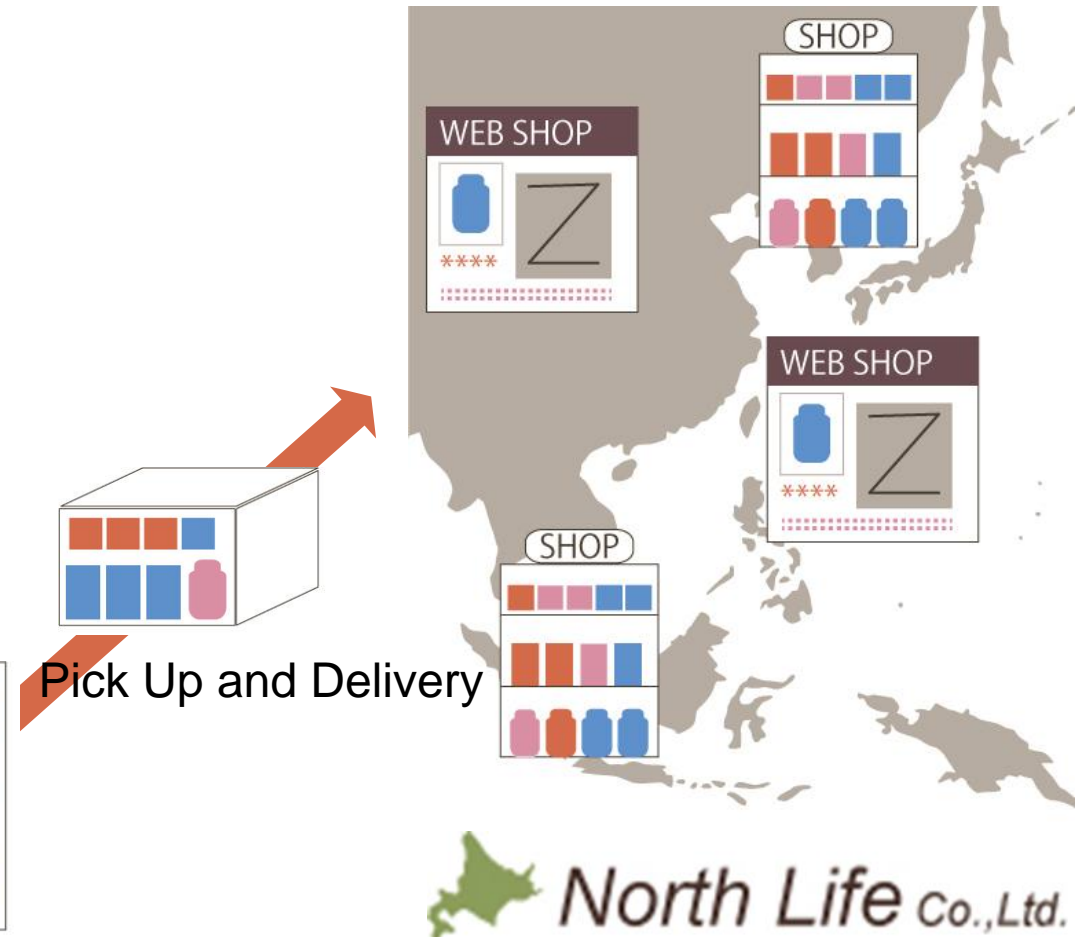 SHOP
WEB SHOP
****
WEB SHOP
****
SHOP
Pick Up and Delivery
North Life Co.,Ltd.